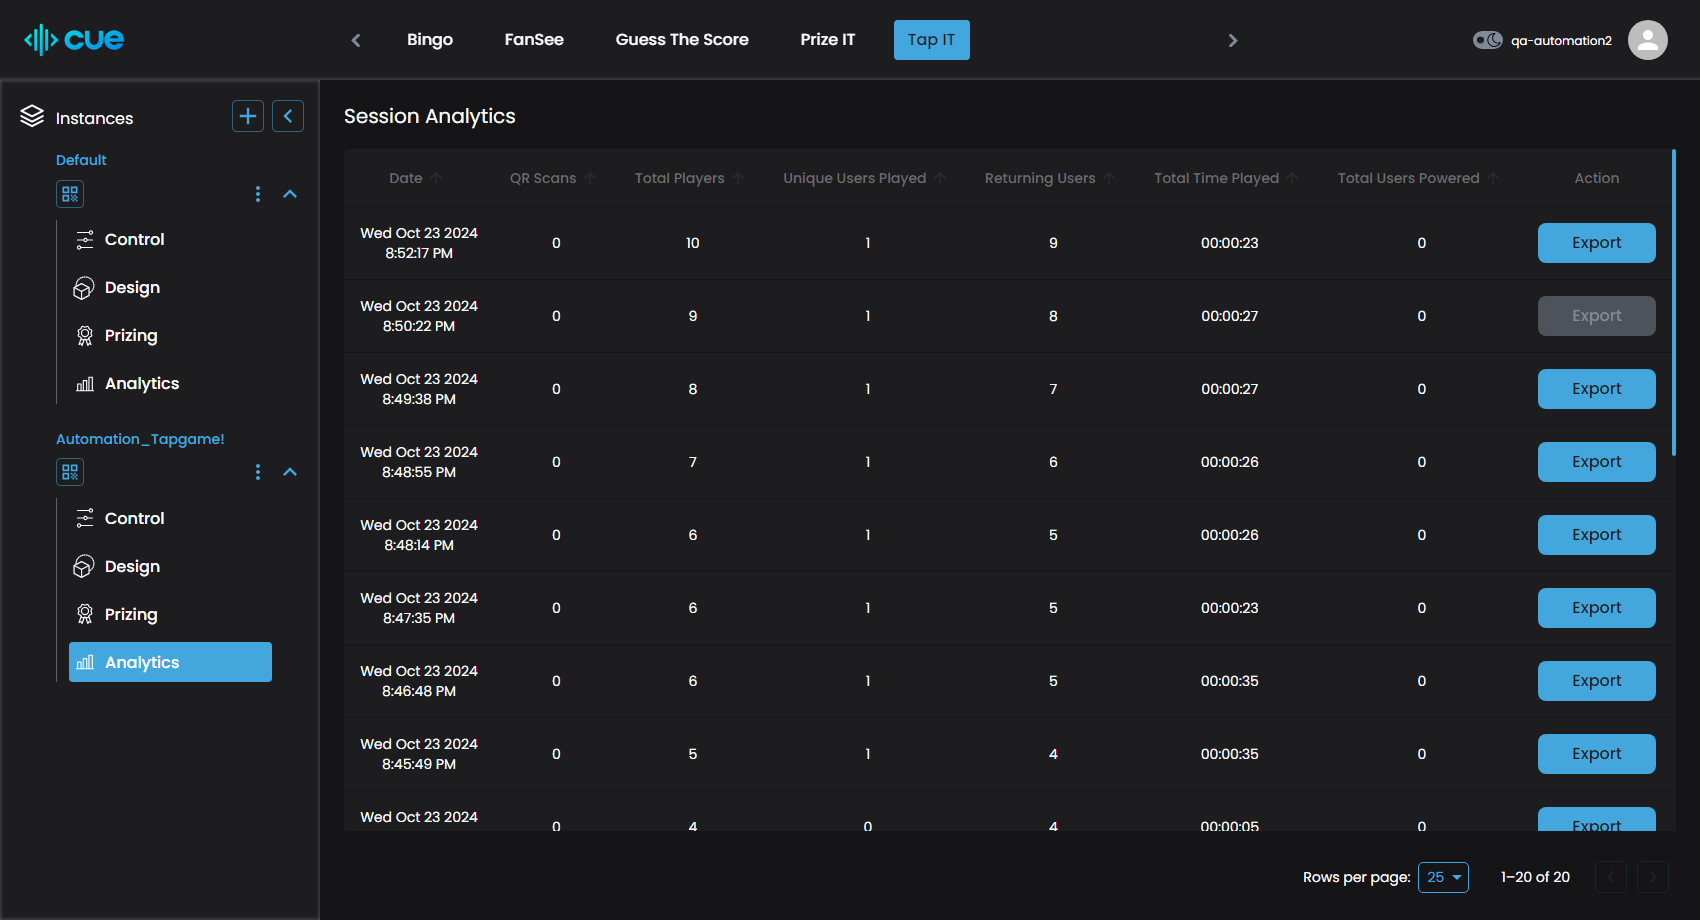 cue
Bingo
FanSee
Guess The Score
Prize IT
Tap IT
qa-automation2
Instances
Default
Control
Design
Prizing
Analytics
Automation_Tapgame!
Control
Design
Prizing
Analytics
Session Analytics
Date QR Scans Total Players Unique Users Played Returning Users Total Time Played Total Users Powered Action
Wed Oct 23 2024
8:52:17 PM 0 10 1 9 00:00:23 0 Export
Wed Oct 23 2024
8:50:22 PM 0 9 1 8 00:00:27 0 Export
Wed Oct 23 2024
8:49:38 PM 0 8 1 7 00:00:27 0 Export
Wed Oct 23 2024
8:48:55 PM 0 7 1 6 00:00:26 0 Export
Wed Oct 23 2024
8:48:14 PM 0 6 1 5 00:00:26 0 Export
Wed Oct 23 2024
8:47:35 PM 0 6 1 5 00:00:23 0 Export
Wed Oct 23 2024
8:46:48 PM 0 6 1 5 00:00:35 0 Export
Wed Oct 23 2024
8:45:49 PM 0 5 1 4 00:00:35 0 Export
Wed Oct 23 2024
0 4 0 4 00:00:05 0 Export
Rows per page: 25 1–20 of 20